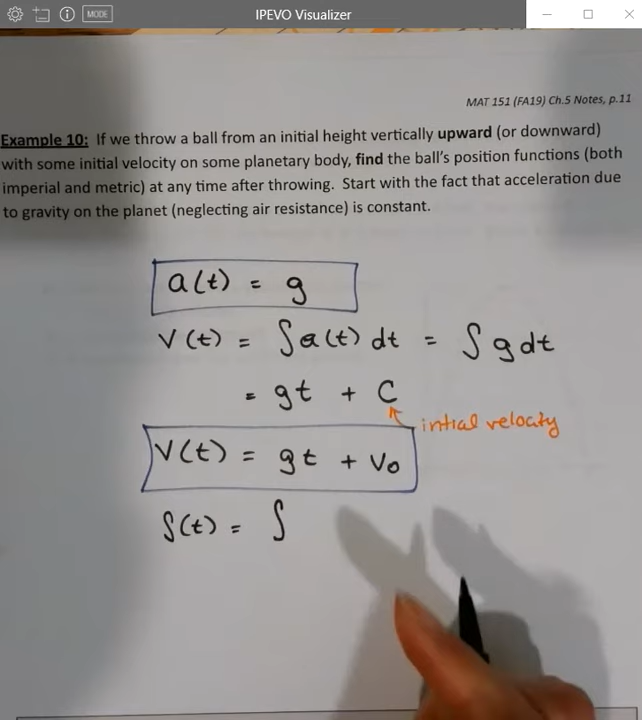 MODE
IPEVO Visualizer
MAT 151 (FA19) Ch.5 Notes, p.11
Example 10: If we throw a ball from an initial height vertically upward (or downward)
with some initial velocity on some planetary body, find the ball's position functions (both
imperial and metric) at any time after throwing. Start with the fact that acceleration due
to gravity on the planet (neglecting air resistance) is constant.
a(t) = g
V(t) = ∫a(t) dt = ∫ g dt
= gt + C
intial velocity
V(t) = gt + V₀
S(t) = ∫